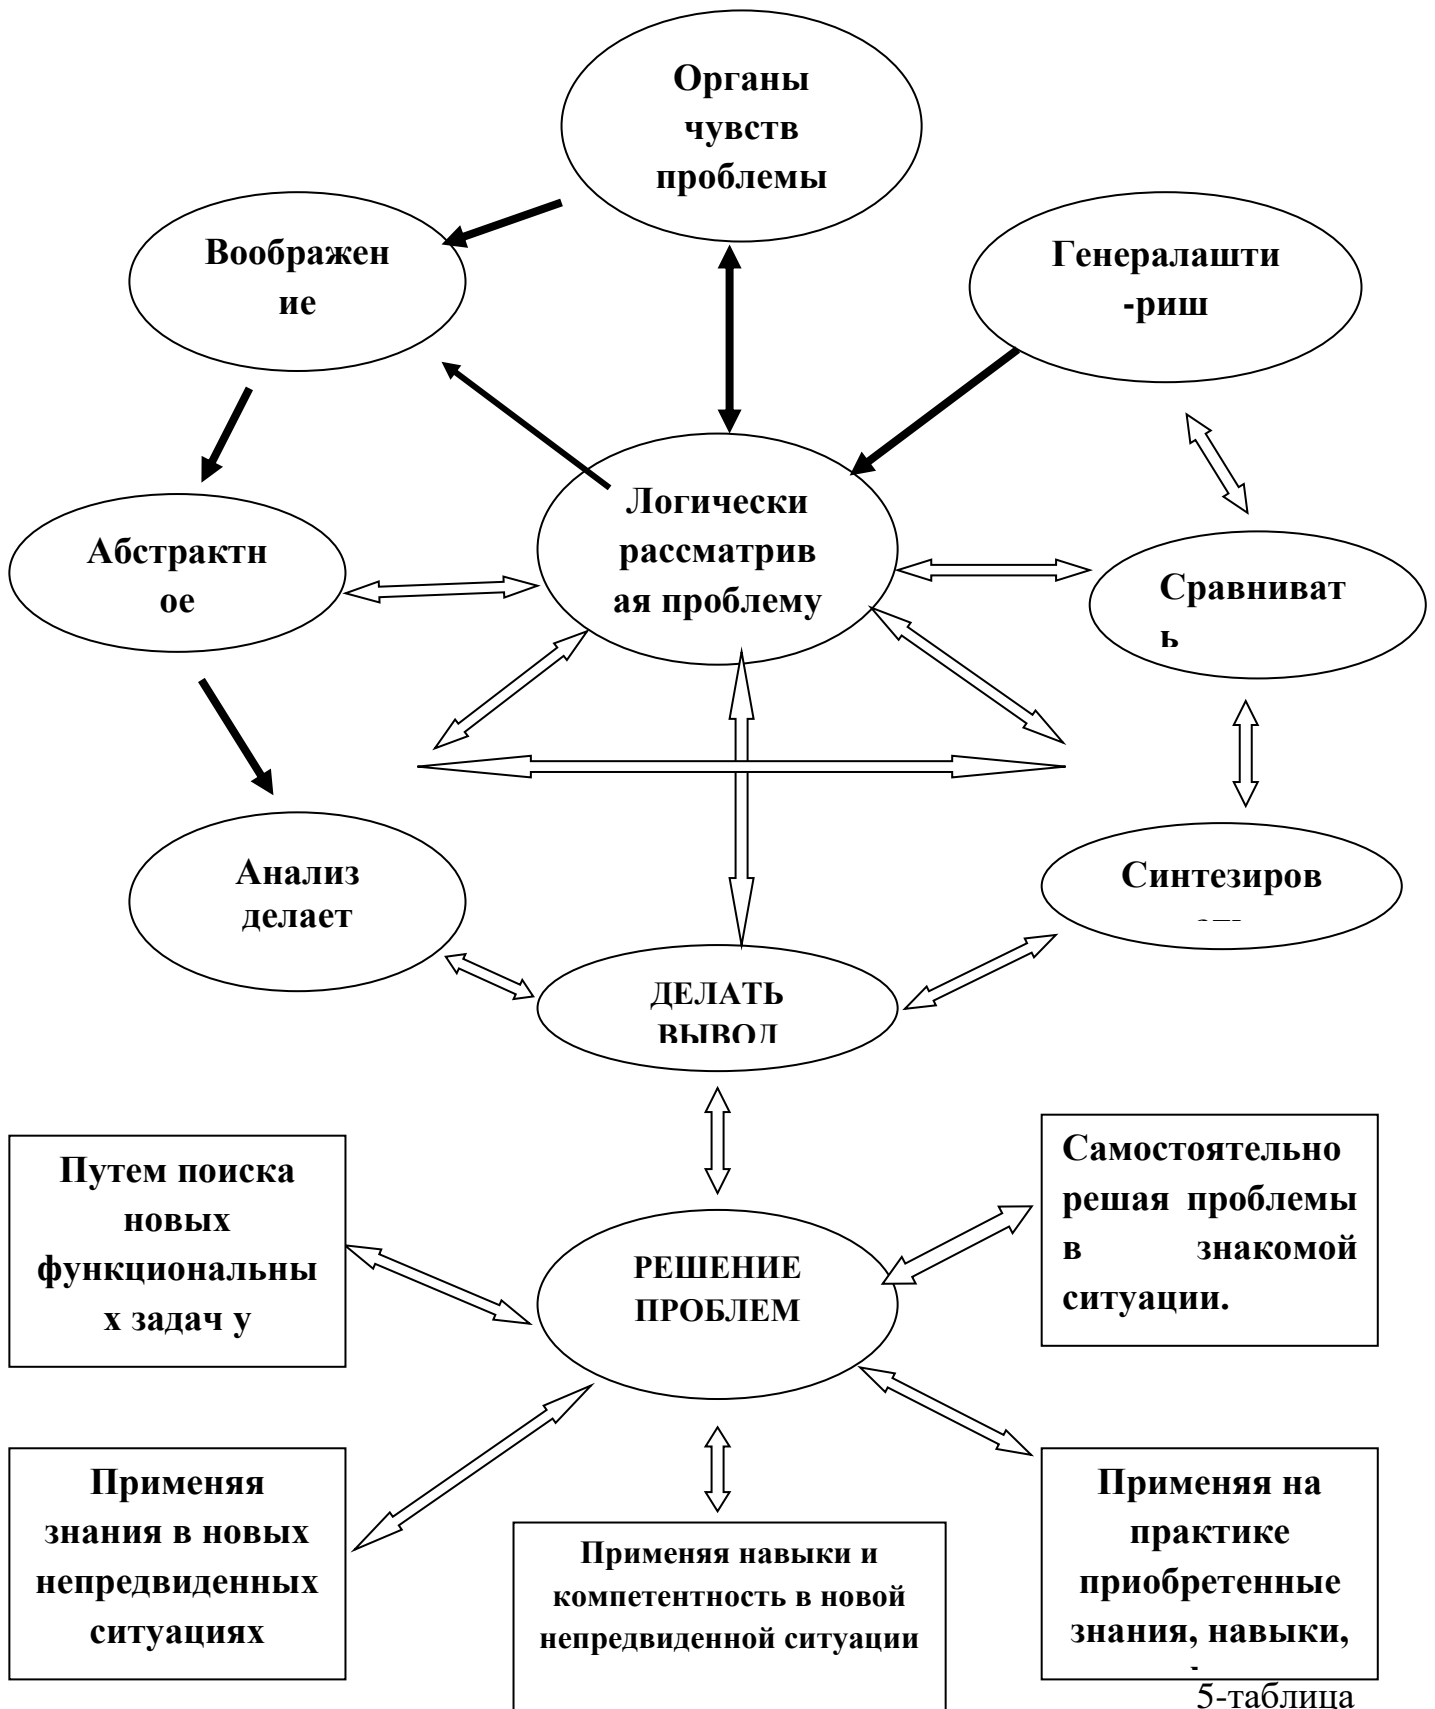 Органы
чувств
проблемы
Воображен
ие
Генералашти
-риш
Логически
рассматрив
ая проблему
Абстрактн
ое
Сравниват
ь
Анализ
делает
Синтезиров
ДЕЛАТЬ
ВЫВОД
Путем поиска
новых
функциональны
х задач у
Самостоятельно
решая проблемы
в знакомой
ситуации.
РЕШЕНИЕ
ПРОБЛЕМ
Применяя
знания в новых
непредвиденных
ситуациях
Применяя навыки и
компетентность в новой
непредвиденной ситуации
Применяя на
практике
приобретенные
знания, навыки,
5-таблица